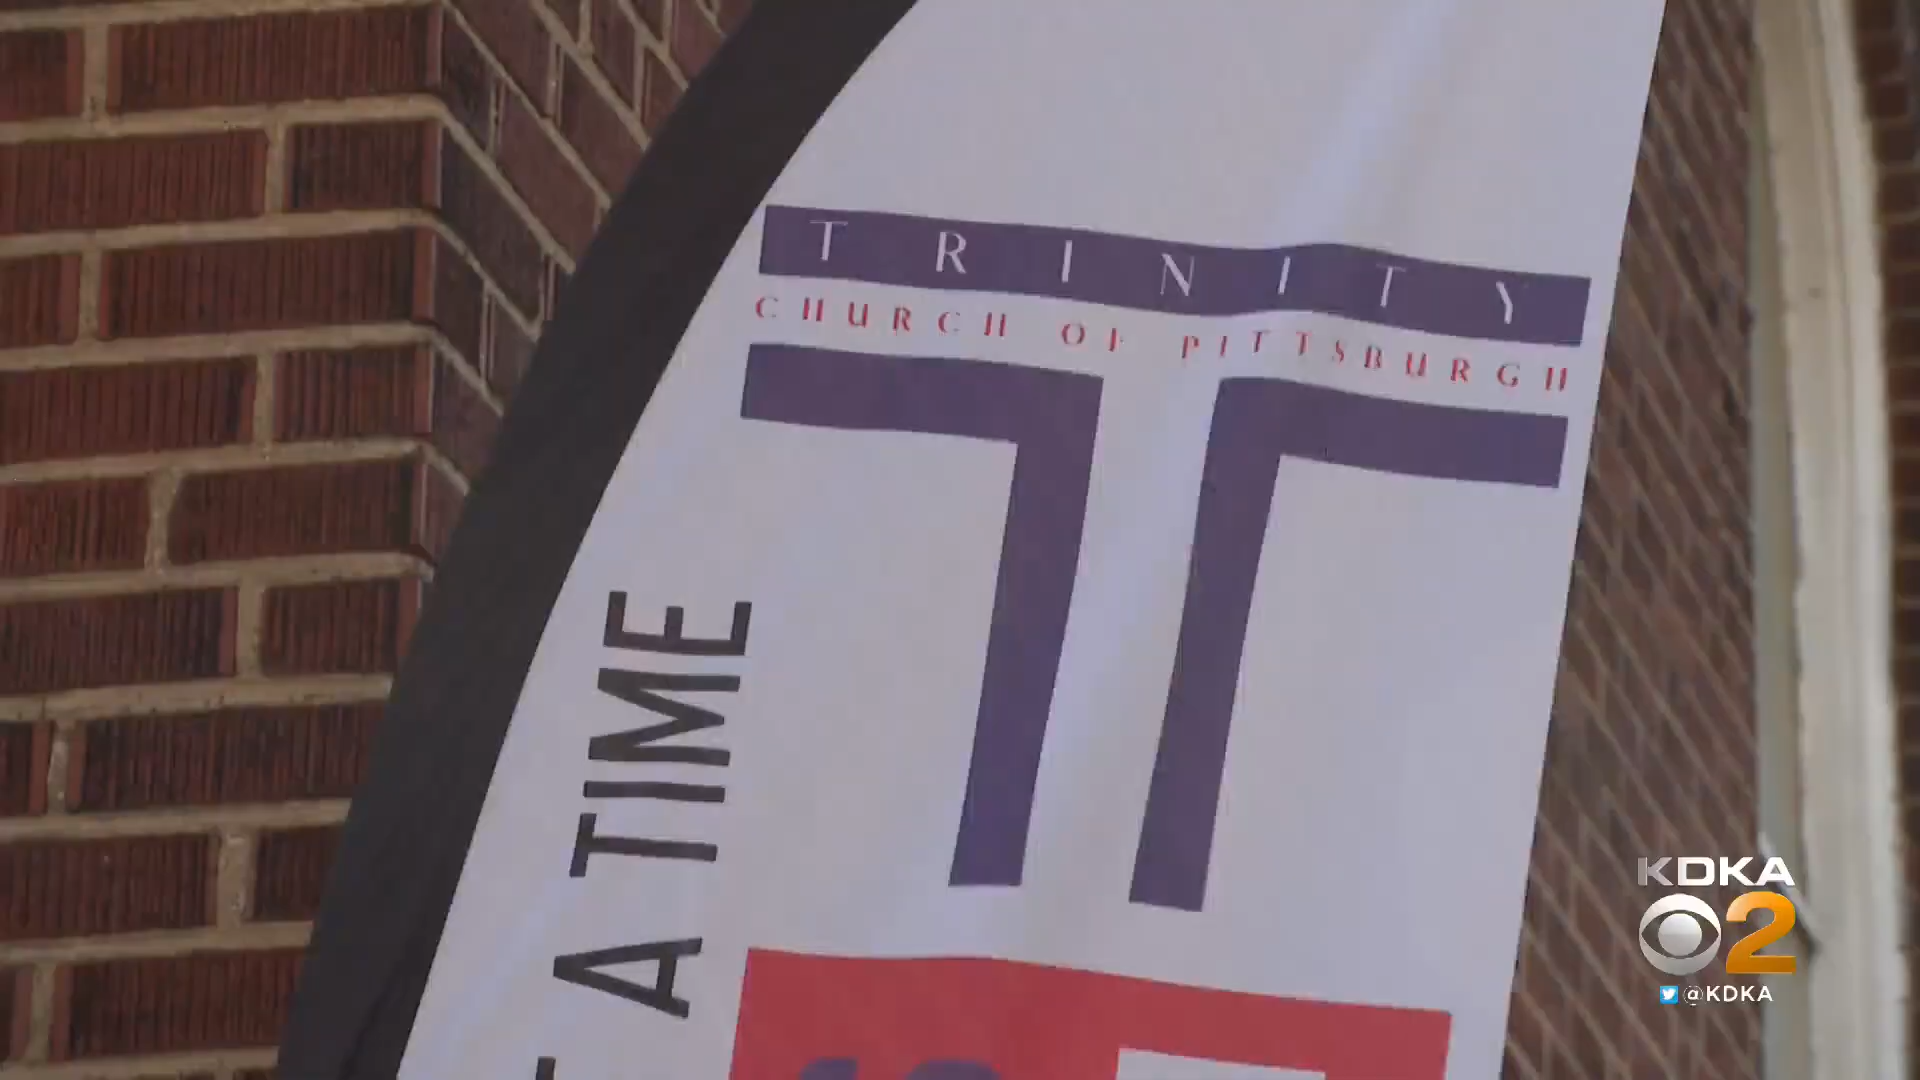 TRINITY
CHURCH OF PITTSBURGH
A TIME
KDKA
2
@KDKA